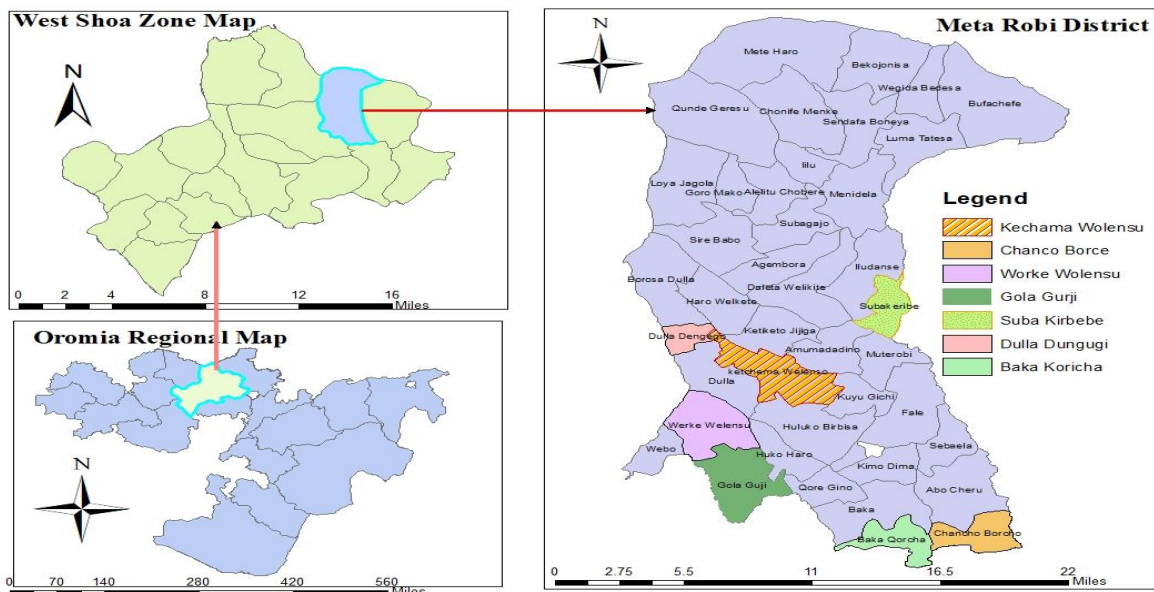 West Shoa Zone Map
N
0 2 4 8 12 16
Miles
Oromia Regional Map
N
0 70 140 280 420 560
Miles
Meta Robi District
N
Mete Haro
Bekojonisa
Wegida Bedesa
Bufachefe
Qunde Geresu
Chonife Menke
Sendafa Boneya
Luma Tatesa
Iilu
Loya Jagola
Goro Mako
Aleltu Chobere
Menidela
Subagajo
Sire Babo
Agembora
Iludanse
Borosa Dulla
Dafeta Welikite
Haro Welkete
Subakeribe
Dulla Dengego
Ketiketo Jijiga
Amumadadino
Muterobi
ketchema Welenso
Dulla
Kuyu Gichi
Fale
Werke Welensu
Huluko Birbisa
Webo
Huko Haro
Sebaela
Kimo Dima
Gola Guji
Qore Gino
Abo Cheru
Baka
Baka Qorcha
Chancho Borono
Legend
Kechama Wolensu
Chanco Borce
Worke Wolensu
Gola Gurji
Suba Kirbebe
Dulla Dungugi
Baka Koricha
0 2.75 5.5 11 16.5 22
Miles